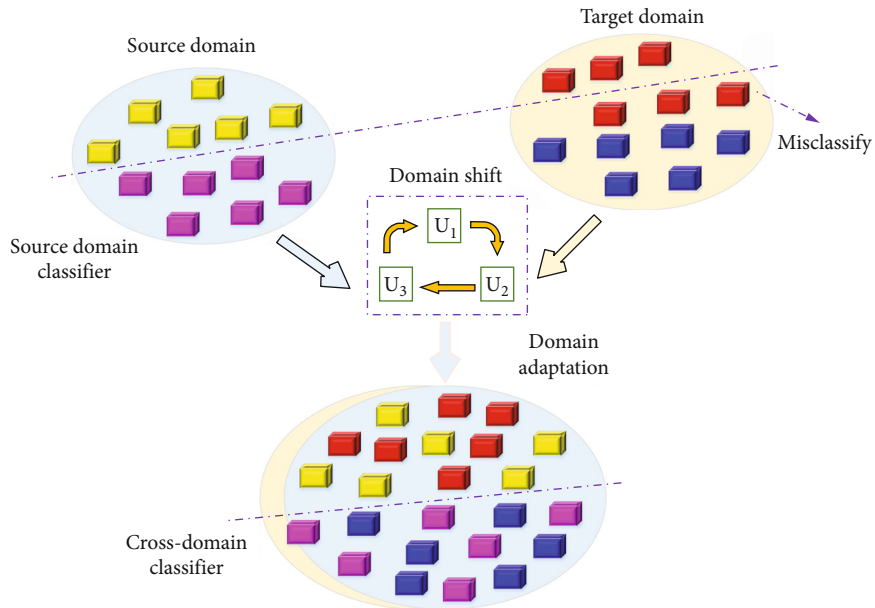 Source domain
Target domain
Misclassify
Domain shift
U1
U3
U2
Source domain
classifier
Domain
adaptation
Cross-domain
classifier